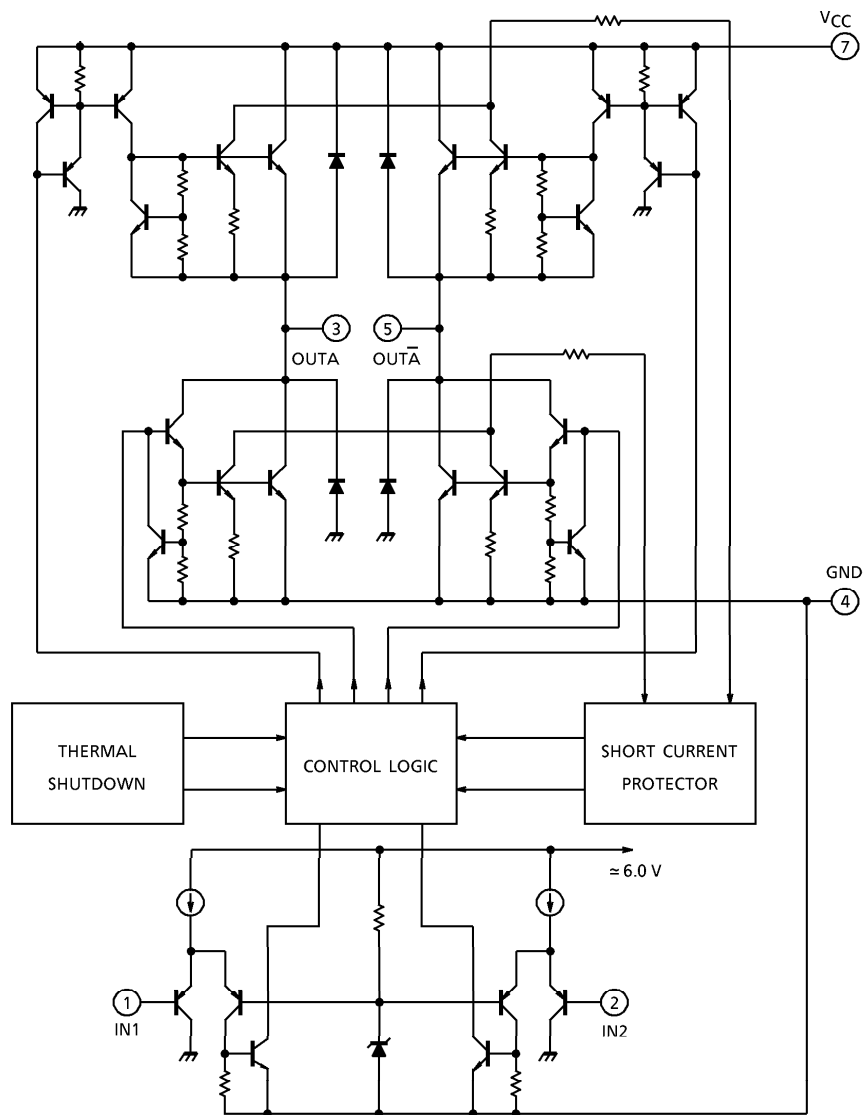 VCC
7
3
5
OUTA
OUTA̅
GND
4
THERMAL
SHUTDOWN
CONTROL LOGIC
SHORT CURRENT
PROTECTOR
≃6.0 V
1
IN1
2
IN2